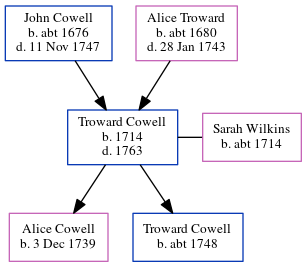 John Cowell
b. abt 1676
d. 11 Nov 1747
Alice Troward
b. abt 1680
d. 28 Jan 1743
Troward Cowell
b. 1714
d. 1763
Sarah Wilkins
b. abt 1714
Alice Cowell
b. 3 Dec 1739
Troward Cowell
b. abt 1748